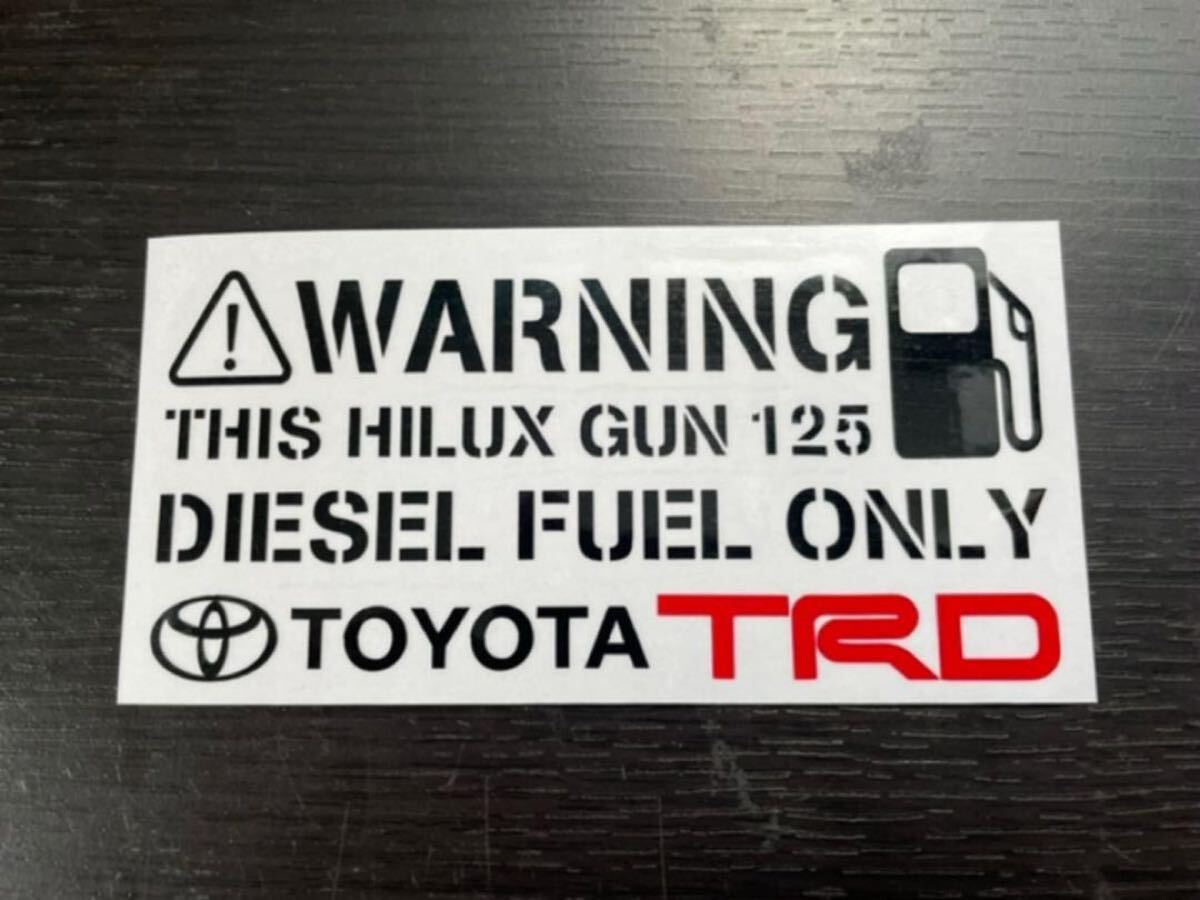 ! WARNING
THIS HILUX GUN 125
DIESEL FUEL ONLY
TOYOTA TRD